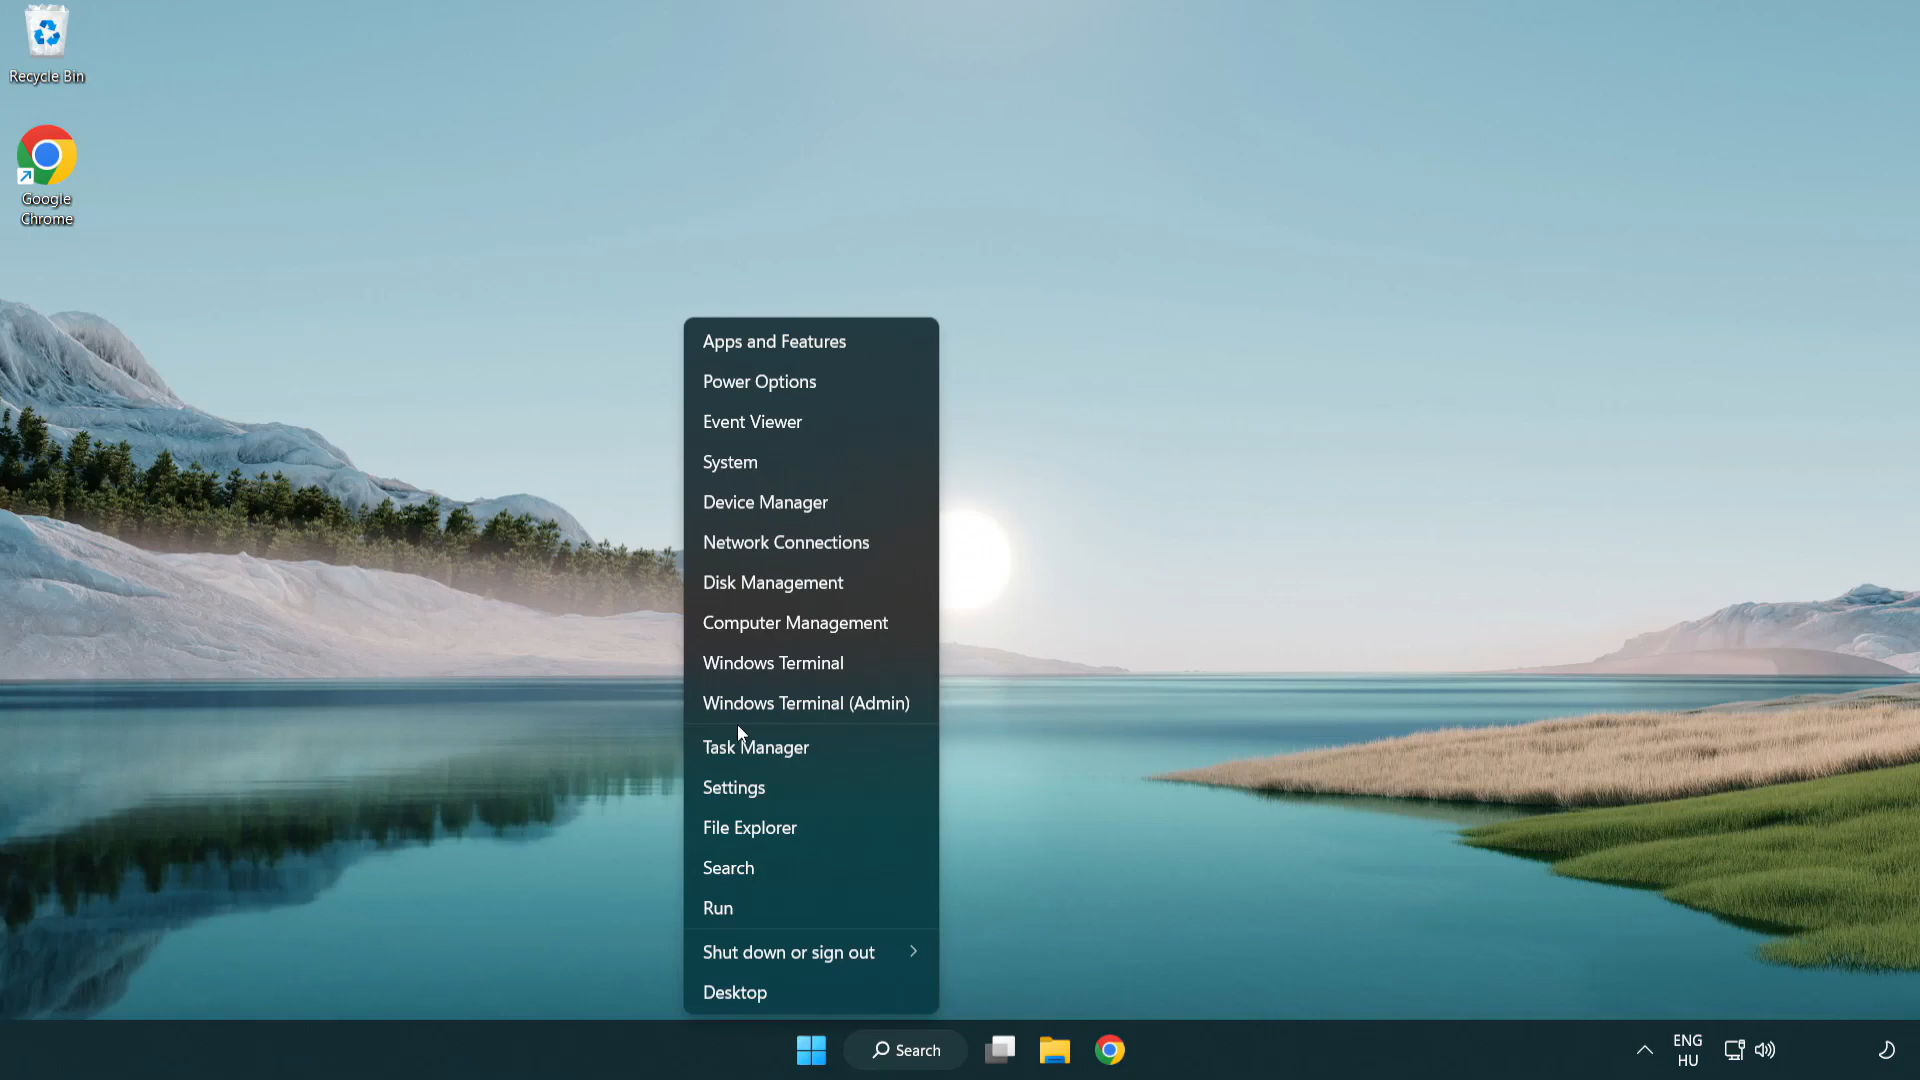 Recycle Bin
Google
Chrome
Apps and Features
Power Options
Event Viewer
System
Device Manager
Network Connections
Disk Management
Computer Management
Windows Terminal
Windows Terminal (Admin)
Task Manager
Settings
File Explorer
Search
Run
Shut down or sign out
Desktop
Search
ENG
HU